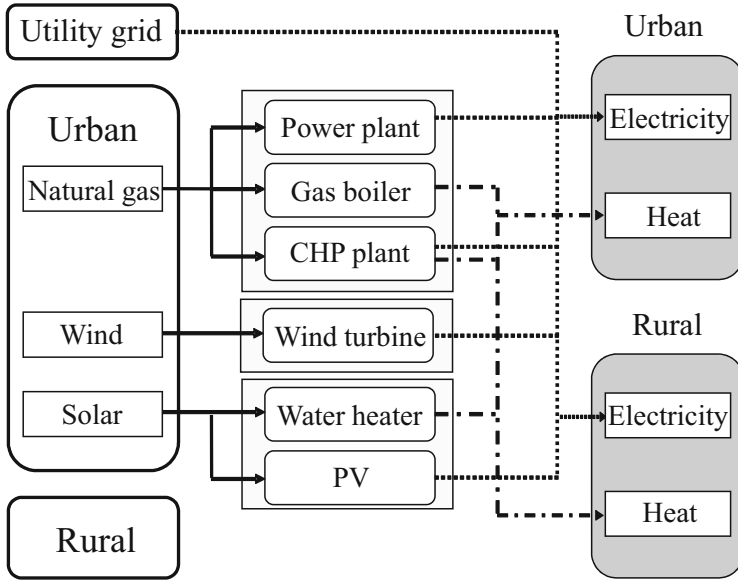 Utility grid
Urban
Natural gas
Wind
Solar
Rural
Power plant
Gas boiler
CHP plant
Wind turbine
Water heater
PV
Urban
Electricity
Heat
Rural
Electricity
Heat